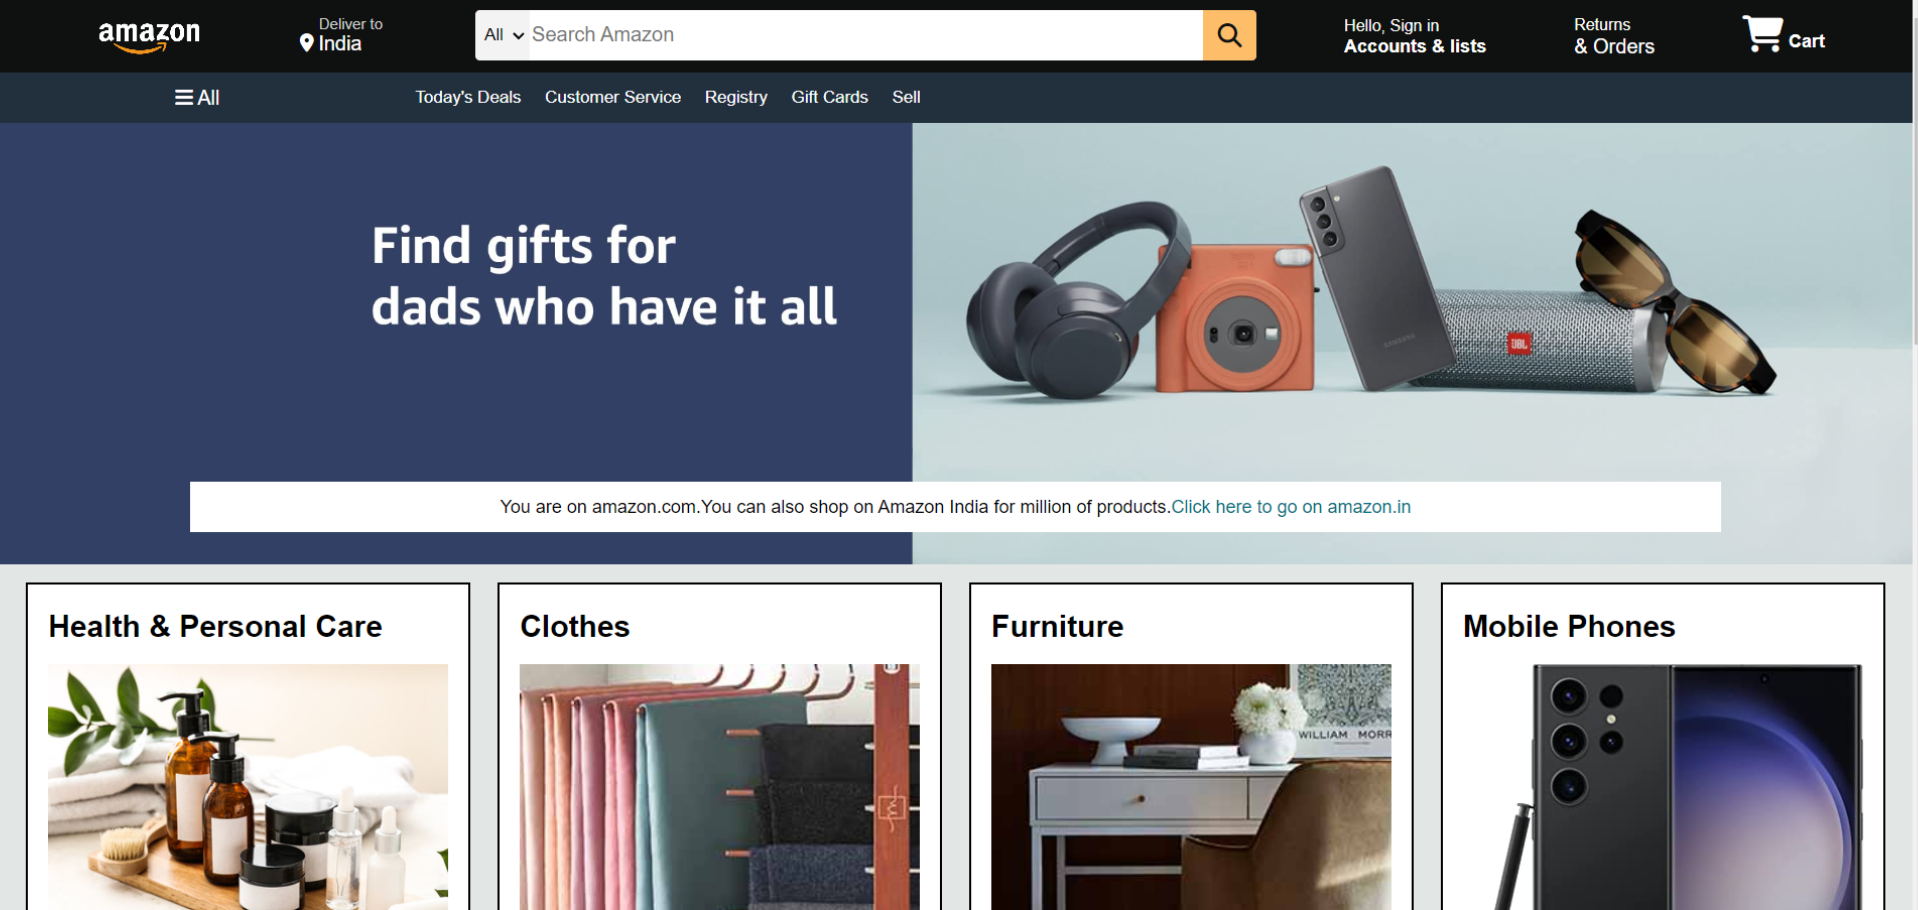 amazon
Deliver to
India
All
Search Amazon
Hello, Sign in
Accounts & lists
Returns
& Orders
Cart
All
Today's Deals
Customer Service
Registry
Gift Cards
Sell
Find gifts for
dads who have it all
SAMSUNG
JBL
You are on amazon.com.You can also shop on Amazon India for million of products.Click here to go on amazon.in
Health & Personal Care
Clothes
Furniture
Mobile Phones
WILLIAM MORR